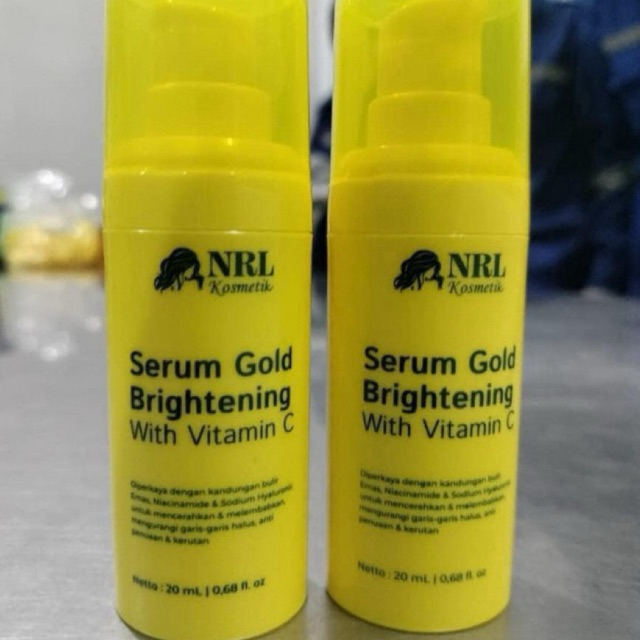 NRL
Kosmetik
Serum Gold
Brightening
With Vitamin C
Diperkaya dengan kandungan bulir
Emas, Niacinamide & Sodium Hyaluronat
untuk mencerahkan & melembabkan,
mengurangi garis-garis halus, anti
penuaan & kerutan
Netto : 20 mL | 0,68 fl. oz
NRL
Kosmetik
Serum Gold
Brightening
With Vitamin C
Diperkaya dengan kandungan bulir
Emas, Niacinamide & Sodium
untuk mencerahkan & melembabkan,
mengurangi garis-garis halus, anti
penuaan & kerutan
Netto : 20 mL | 0,68 fl. oz